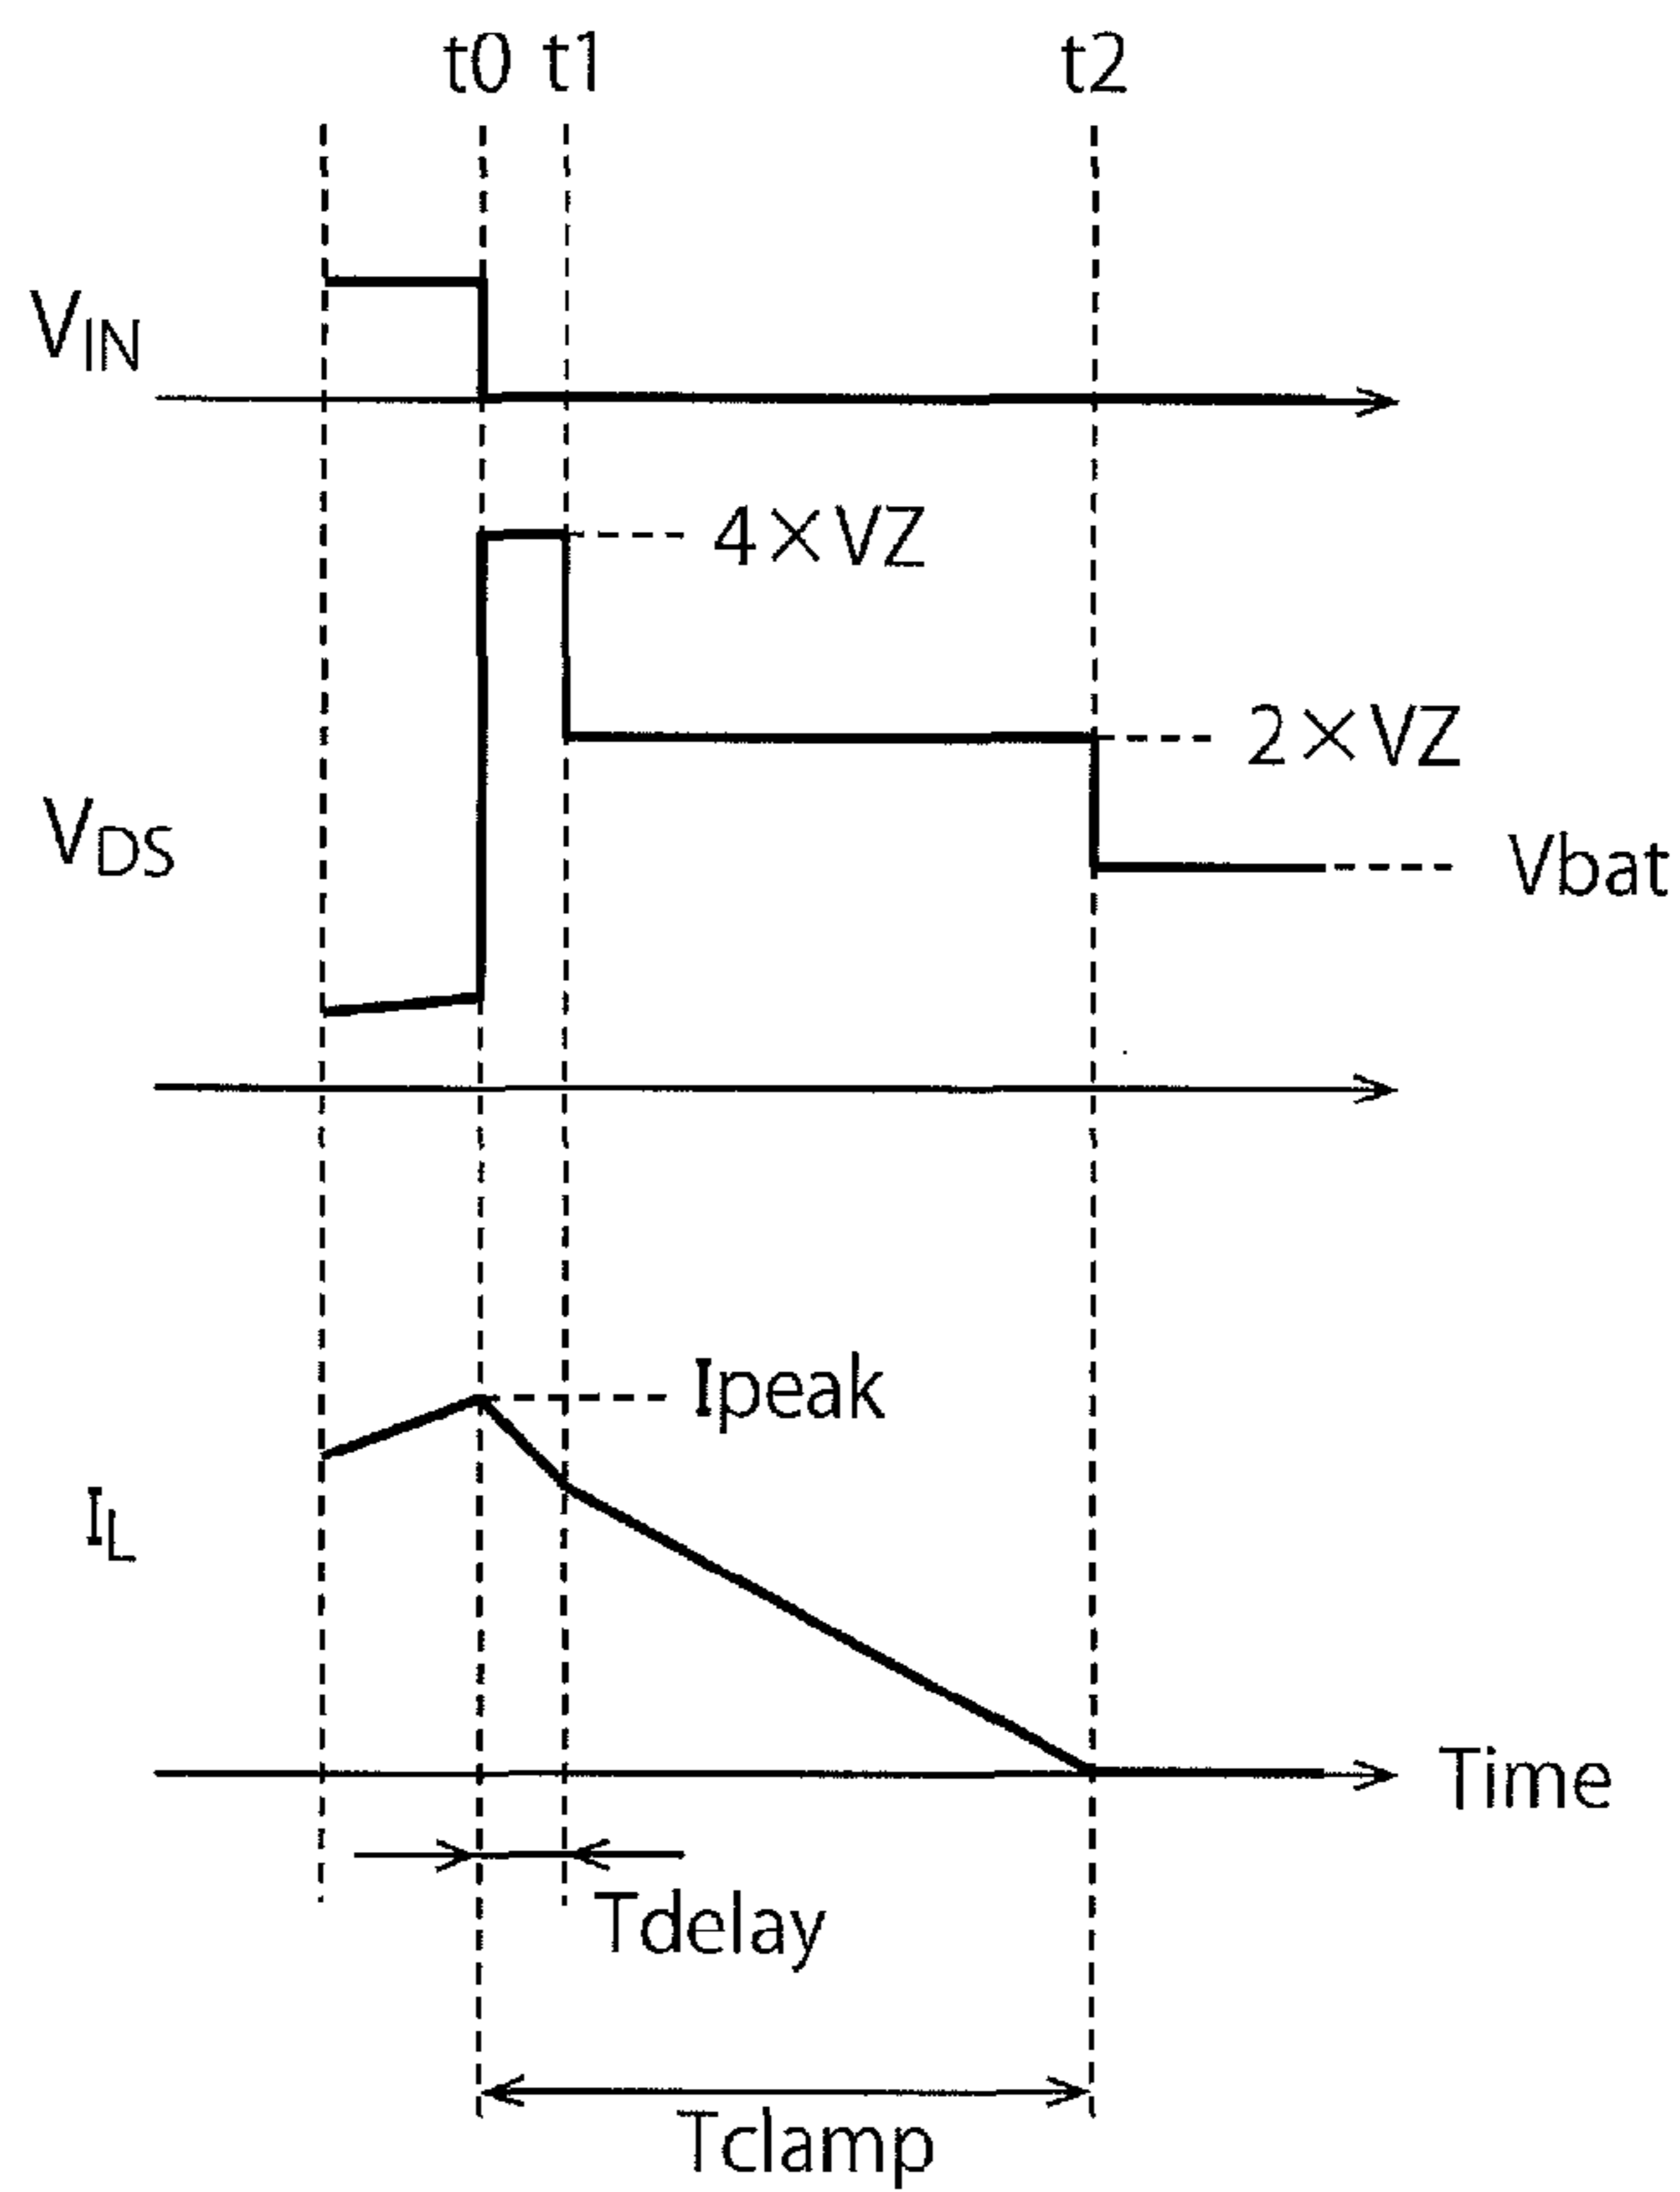 t0 t1 t2
VIN
4×VZ
2×VZ
VDS
Vbat
Ipeak
IL
Time
Tdelay
Tclamp